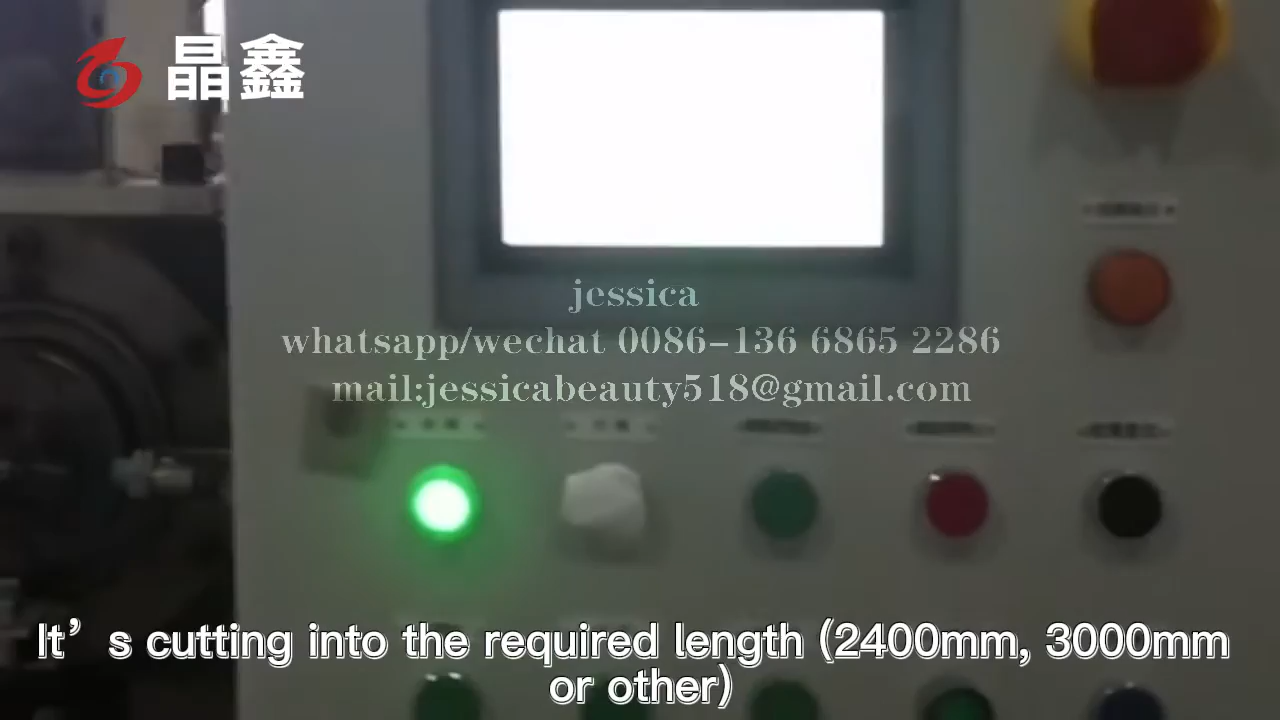 晶鑫
jessica
whatsapp/wechat 0086-136 6865 2286
mail:jessicabeauty518@gmail.com
It’s cutting into the required length (2400mm, 3000mm
or other)